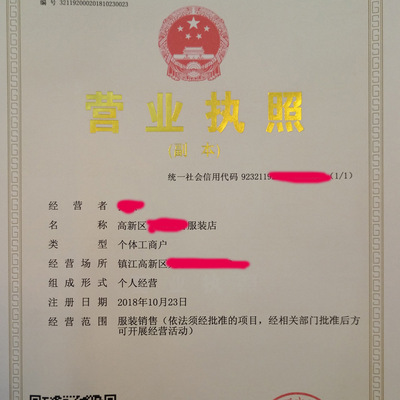 编 号 321192000201810230023
营业执照
(副 本)
统一社会信用代码 9232119 (1/1)
经 营 者
名 称 高新区 服装店
类 型 个体工商户
经 营 场 所 镇江高新区
组 成 形 式 个人经营
注 册 日 期 2018年10月23日
经 营 范 围 服装销售（依法须经批准的项目，经相关部门批准后方
可开展经营活动）